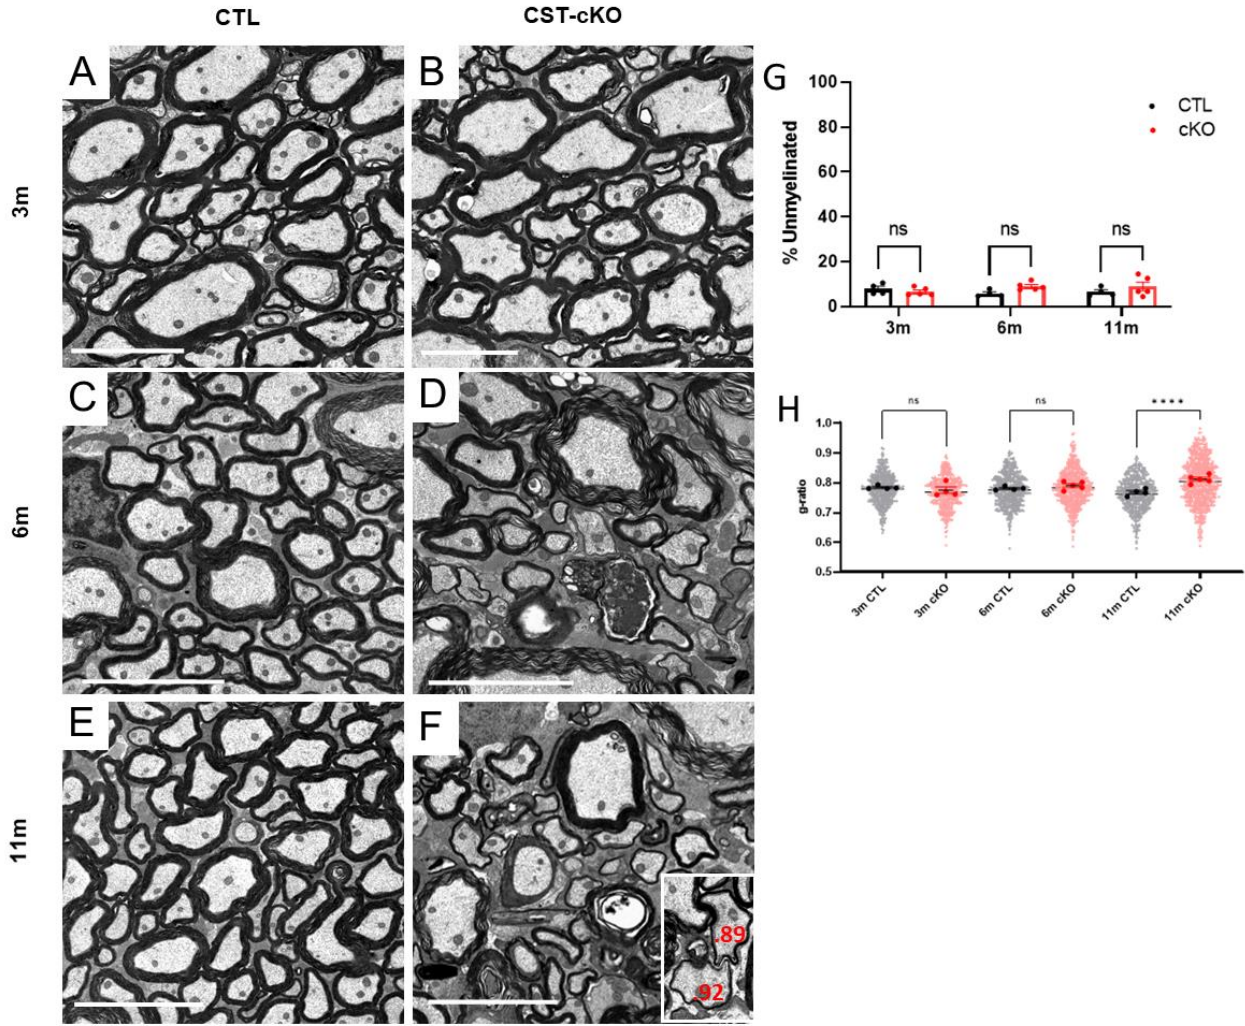 CTL
CST-cKO
3m
A
B
6m
C
D
11m
E
F
.89
.92
G
% Unmyelinated
100
80
60
40
20
0
CTL
cKO
ns
ns
ns
3m
6m
11m
H
g-ratio
1.0
0.9
0.8
0.7
0.6
0.5
ns
ns
****
3m CTL
3m cKO
6m CTL
6m cKO
11m CTL
11m cKO